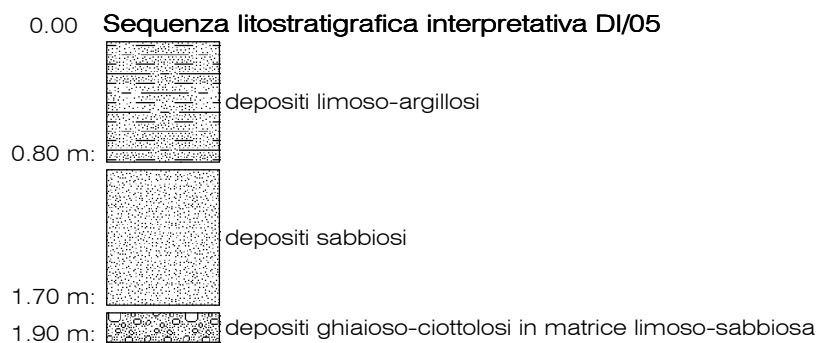 0.00 Sequenza litostratigrafica interpretativa DI/05
depositi limoso-argillosi
0.80 m:
depositi sabbiosi
1.70 m:
depositi ghiaioso-ciottolosi in matrice limoso-sabbiosa
1.90 m: